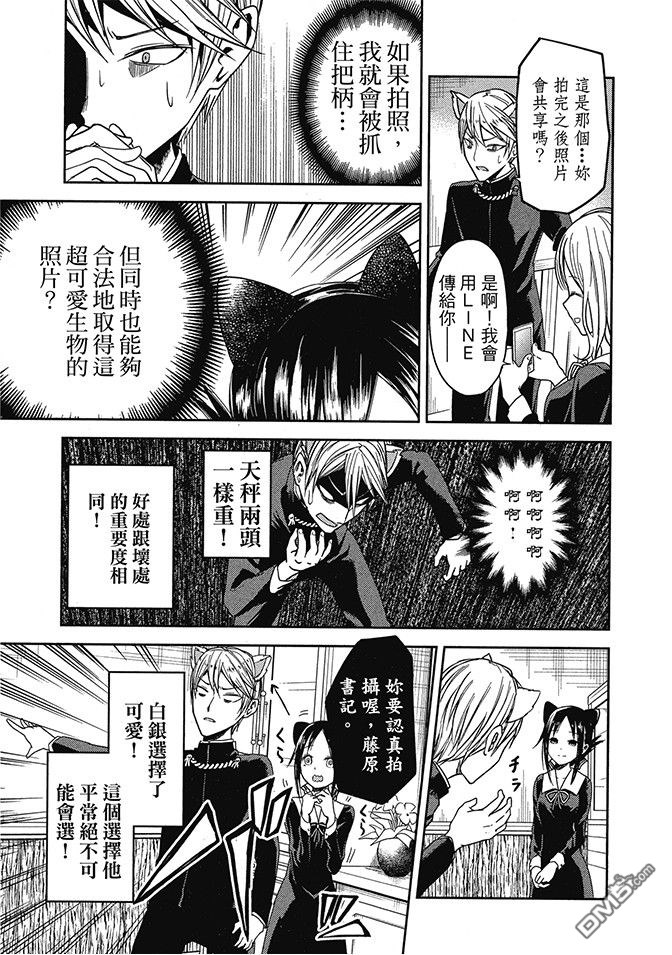 這是那個…妳
拍完之後照片
會共享嗎？
是啊！我會
用LINE
傳給你──
如果拍照，
我就會被抓
住把柄…
但同時也能夠
合法地取得這
超可愛生物的
照片？
啊啊啊啊
啊啊！
天秤兩頭
一樣重！
好處跟壞處
的重要度相
同！
チラ
妳要認真拍
攝喔，藤原
書記。
白銀選擇了
可愛！
這個選擇他
平常絕不可
能會選！